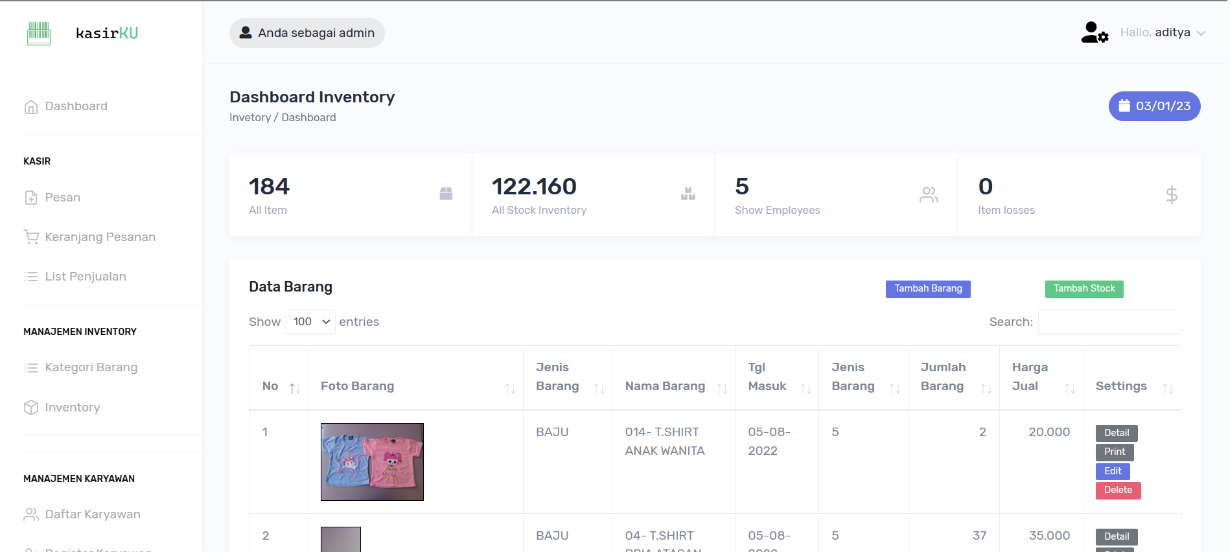 kasirKU
Anda sebagai admin
Hallo, aditya
Dashboard
KASIR
Pesan
Keranjang Pesanan
List Penjualan
MANAJEMEN INVENTORY
Kategori Barang
Inventory
MANAJEMEN KARYAWAN
Daftar Karyawan
Dashboard Inventory
Invetory / Dashboard
03/01/23
184
All Item
122.160
All Stock Inventory
5
Show Employees
0
Item losses
Data Barang
Tambah Barang
Tambah Stock
Show 100 entries
Search:
No
Foto Barang
Jenis
Barang
Nama Barang
Tgl
Masuk
Jenis
Barang
Jumlah
Barang
Harga
Jual
Settings
1
BAJU
014- T.SHIRT
ANAK WANITA
05-08-
2022
5
2
20.000
Detail
Print
Edit
Delete
2
BAJU
04- T.SHIRT
05-08-
5
37
35.000
Detail